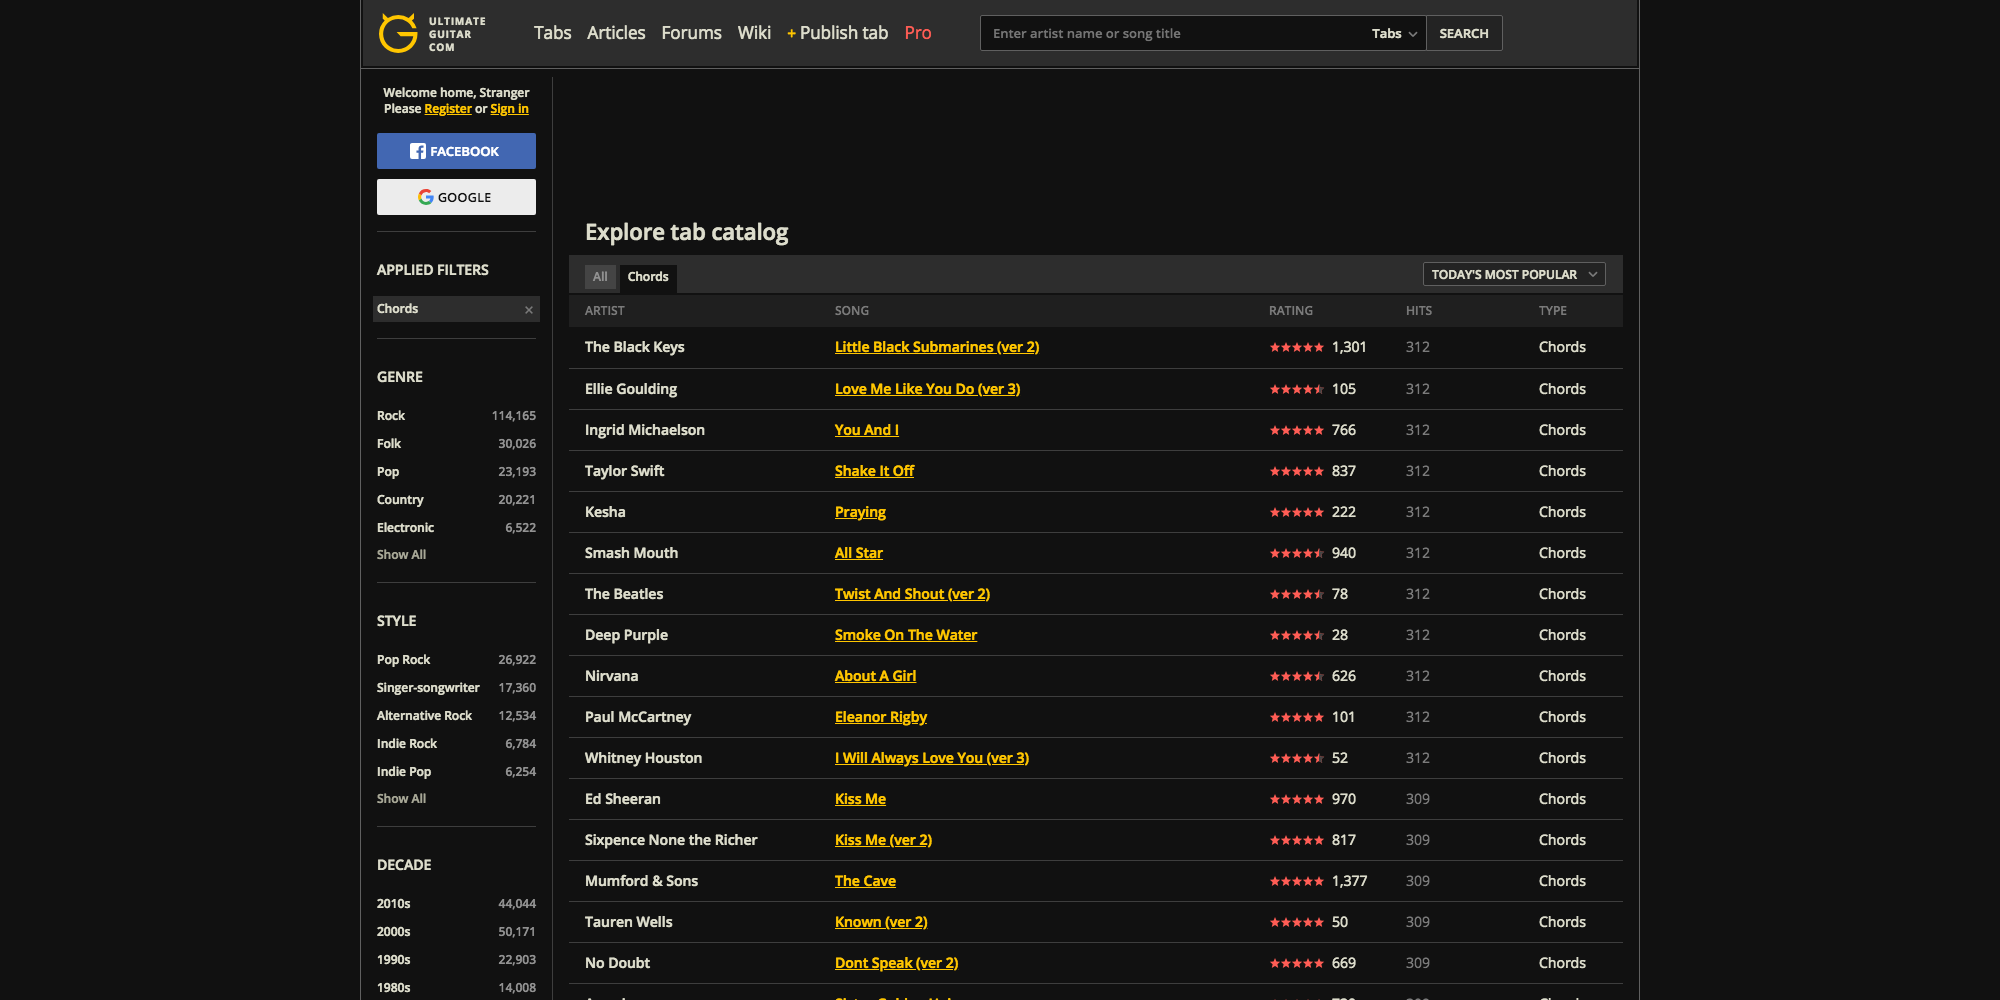 ULTIMATE
GUITAR
COM
Tabs Articles Forums Wiki + Publish tab Pro
Enter artist name or song title Tabs SEARCH
Welcome home, Stranger
Please Register or Sign in
FACEBOOK
GOOGLE
APPLIED FILTERS
Chords ×
GENRE
Rock 114,165
Folk 30,026
Pop 23,193
Country 20,221
Electronic 6,522
Show All
STYLE
Pop Rock 26,922
Singer-songwriter 17,360
Alternative Rock 12,534
Indie Rock 6,784
Indie Pop 6,254
Show All
DECADE
2010s 44,044
2000s 50,171
1990s 22,903
1980s 14,008
Explore tab catalog
All Chords TODAY'S MOST POPULAR
ARTIST SONG RATING HITS TYPE
The Black Keys Little Black Submarines (ver 2) 1,301 312 Chords
Ellie Goulding Love Me Like You Do (ver 3) 105 312 Chords
Ingrid Michaelson You And I 766 312 Chords
Taylor Swift Shake It Off 837 312 Chords
Kesha Praying 222 312 Chords
Smash Mouth All Star 940 312 Chords
The Beatles Twist And Shout (ver 2) 78 312 Chords
Deep Purple Smoke On The Water 28 312 Chords
Nirvana About A Girl 626 312 Chords
Paul McCartney Eleanor Rigby 101 312 Chords
Whitney Houston I Will Always Love You (ver 3) 52 312 Chords
Ed Sheeran Kiss Me 970 309 Chords
Sixpence None the Richer Kiss Me (ver 2) 817 309 Chords
Mumford & Sons The Cave 1,377 309 Chords
Tauren Wells Known (ver 2) 50 309 Chords
No Doubt Dont Speak (ver 2) 669 309 Chords